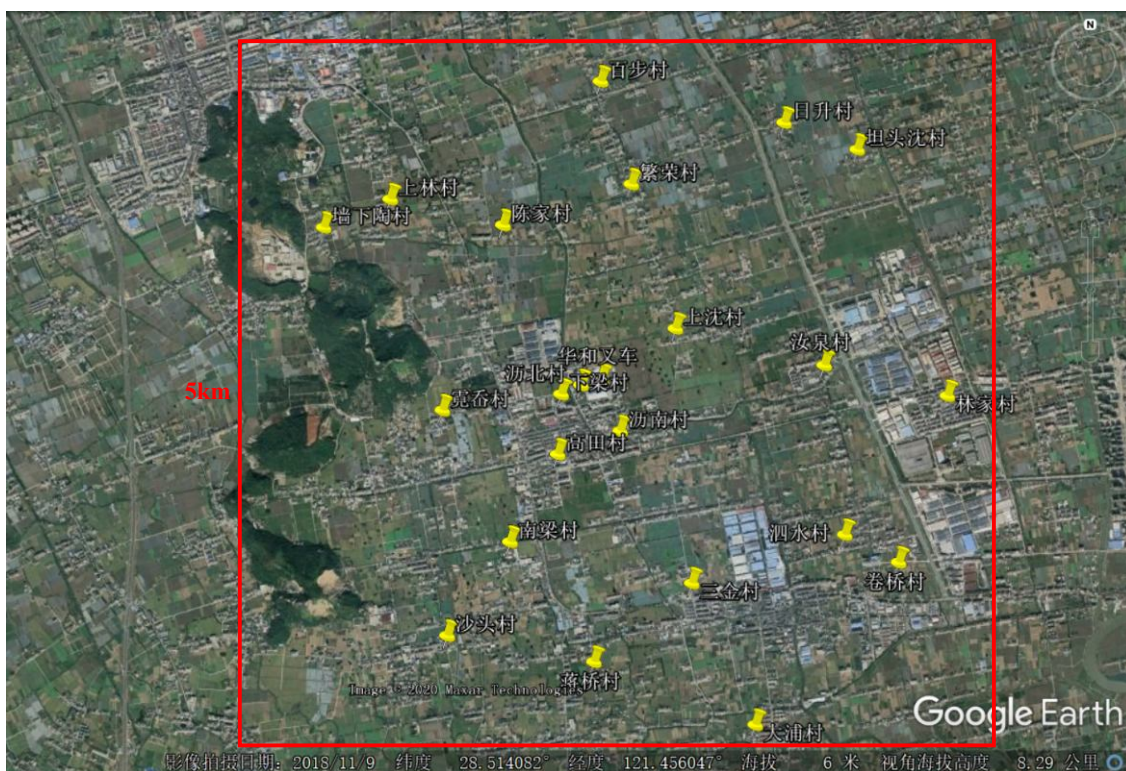 N
百步村
日升村
坦头沈村
繁荣村
上林村
墙下陶村
陈家村
上沈村
华和叉车
汝泉村
沥北村
下梁村
5km
林家村
沥南村
高田村
南梁村
泗水村
卷桥村
三金村
沙头村
蒋桥村
Image © 2020 Maxar Technologies
Google Earth
大浦村
影像拍摄日期: 2018/11/9 纬度 28.514082° 经度 121.456047° 海拔 6 米 视角海拔高度 8.29 公里